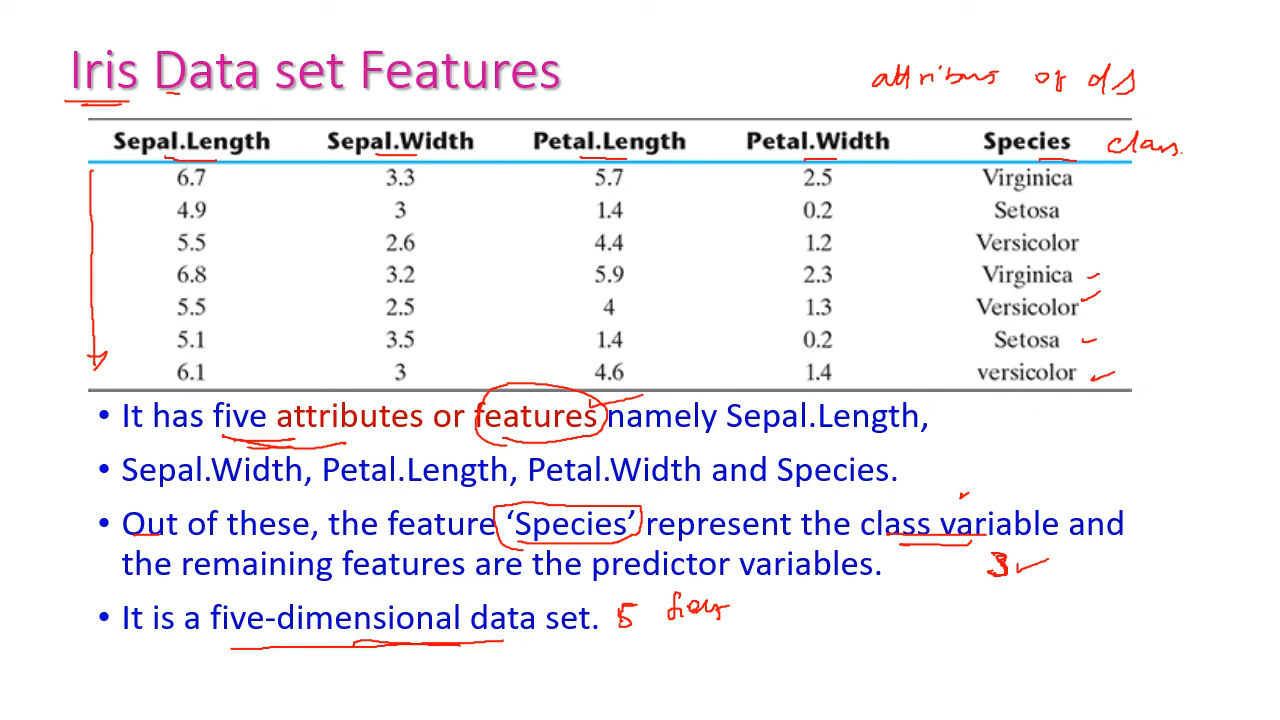 Iris Data set Features
attribus or ds
Sepal.Length Sepal.Width Petal.Length Petal.Width Species class
6.7 3.3 5.7 2.5 Virginica
4.9 3 1.4 0.2 Setosa
5.5 2.6 4.4 1.2 Versicolor
6.8 3.2 5.9 2.3 Virginica
5.5 2.5 4 1.3 Versicolor
5.1 3.5 1.4 0.2 Setosa
6.1 3 4.6 1.4 versicolor
• It has five attributes or features namely Sepal.Length,
• Sepal.Width, Petal.Length, Petal.Width and Species.
• Out of these, the feature ‘Species’ represent the class variable and
the remaining features are the predictor variables.
3
• It is a five-dimensional data set. 5